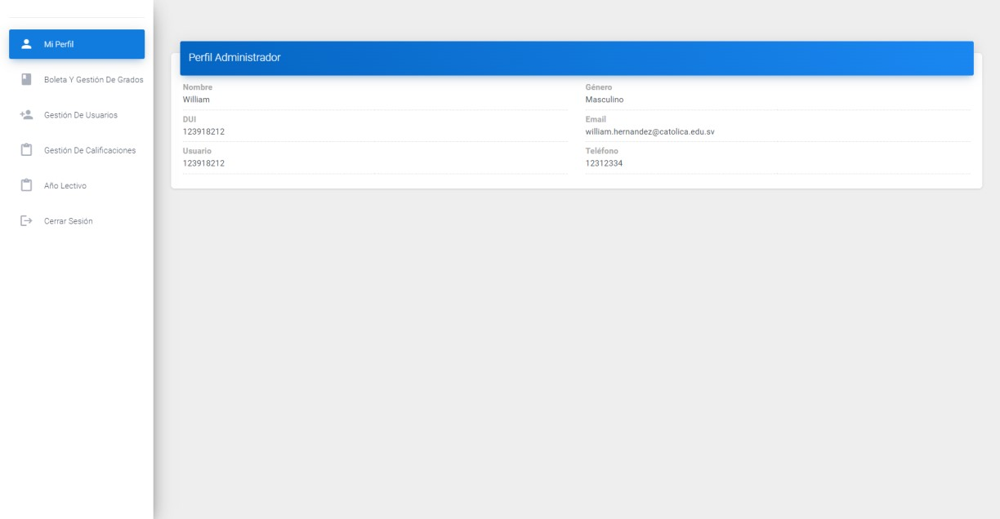 Mi Perfil
Boleta Y Gestión De Grados
Gestión De Usuarios
Gestión De Calificaciones
Año Lectivo
Cerrar Sesión
Perfil Administrador
Nombre
William
Género
Masculino
DUI
123918212
Email
william.hernandez@catolica.edu.sv
Usuario
123918212
Teléfono
12312334